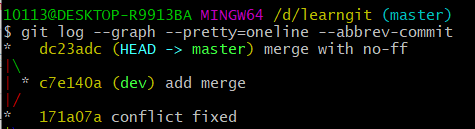 10113@DESKTOP-R9913BA MINGW64 /d/learngit (master)
$ git log --graph --pretty=oneline --abbrev-commit
*   dc23adc (HEAD -> master) merge with no-ff
|\
| * c7e140a (dev) add merge
|/
*   171a07a conflict fixed